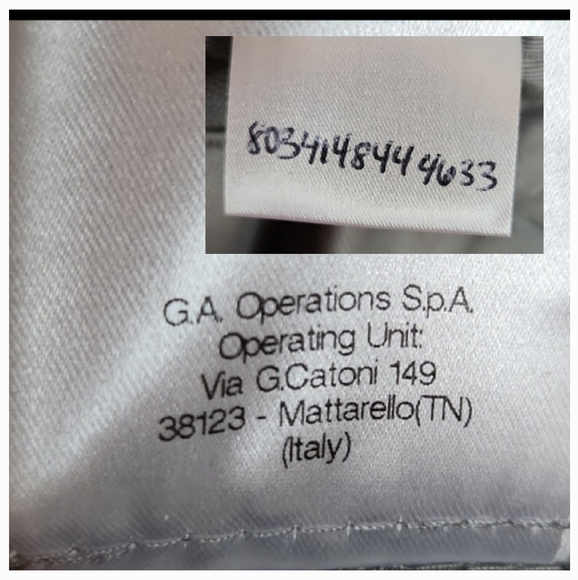 8034148444633
G.A. Operations S.p.A.
Operating Unit:
Via G.Catoni 149
38123 - Mattarello(TN)
(Italy)